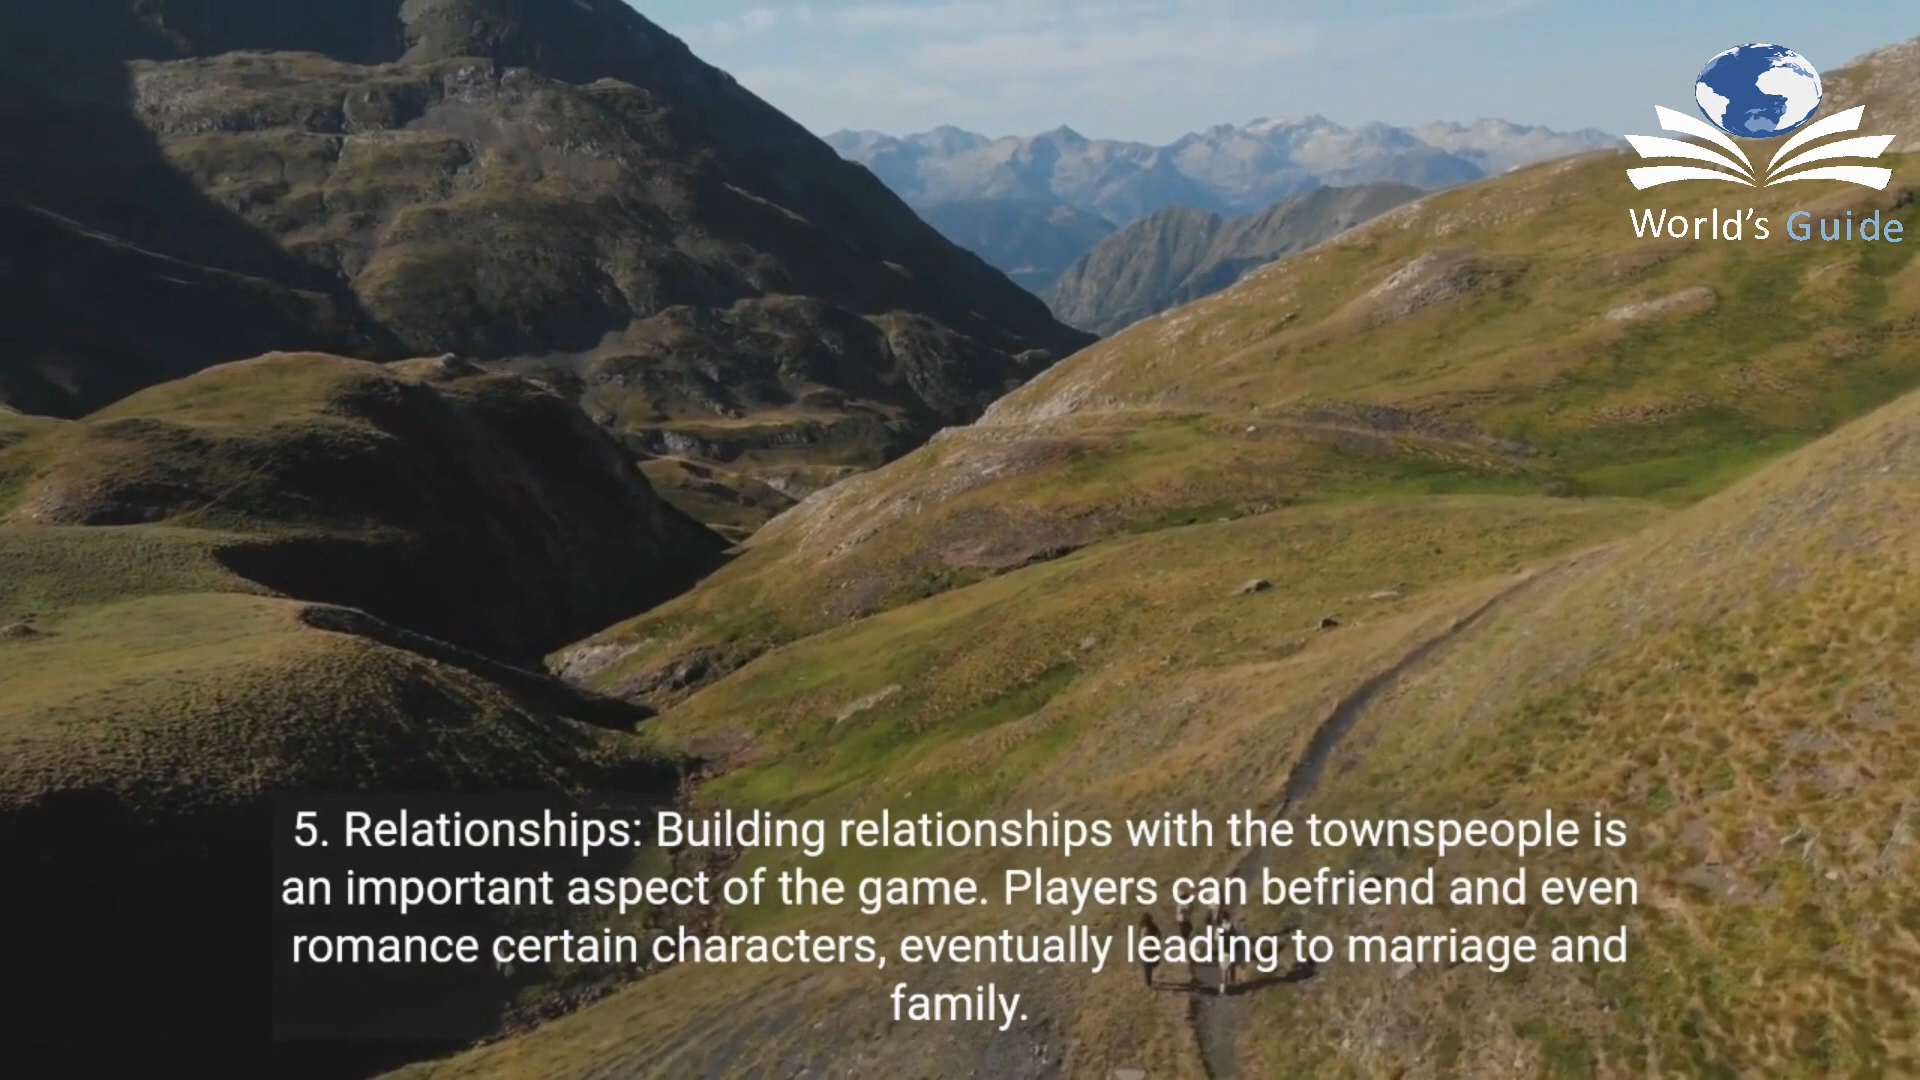 World's Guide
5. Relationships: Building relationships with the townspeople is
an important aspect of the game. Players can befriend and even
romance certain characters, eventually leading to marriage and
family.